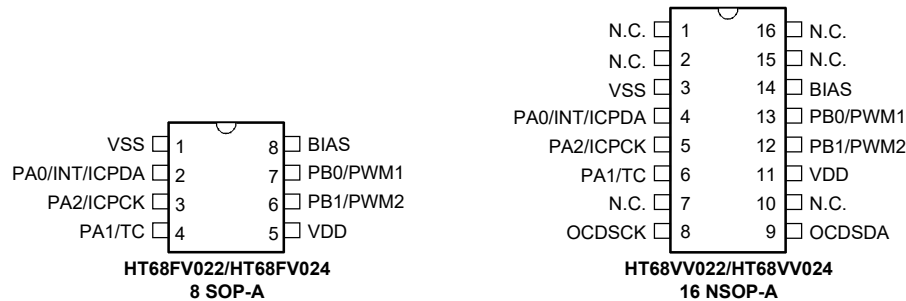 VSS 1 8 BIAS
PA0/INT/ICPDA 2 7 PB0/PWM1
PA2/ICPCK 3 6 PB1/PWM2
PA1/TC 4 5 VDD
HT68FV022/HT68FV024
8 SOP-A
N.C. 1 16 N.C.
N.C. 2 15 N.C.
VSS 3 14 BIAS
PA0/INT/ICPDA 4 13 PB0/PWM1
PA2/ICPCK 5 12 PB1/PWM2
PA1/TC 6 11 VDD
N.C. 7 10 N.C.
OCDSCK 8 9 OCDSDA
HT68VV022/HT68VV024
16 NSOP-A